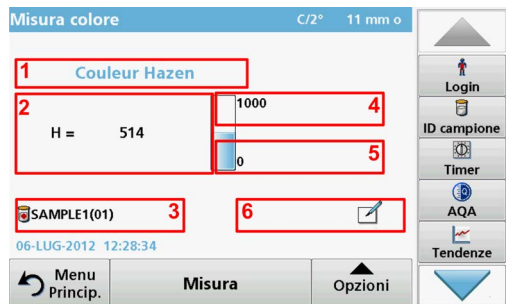 Misura colore C/2° 11 mm o
1 Couleur Hazen
2 1000 4
H = 514
0 5
SAMPLE1(01) 3 6
06-LUG-2012 12:28:34
Menu Princip.
Misura
Opzioni
Login
ID campione
Timer
AQA
Tendenze